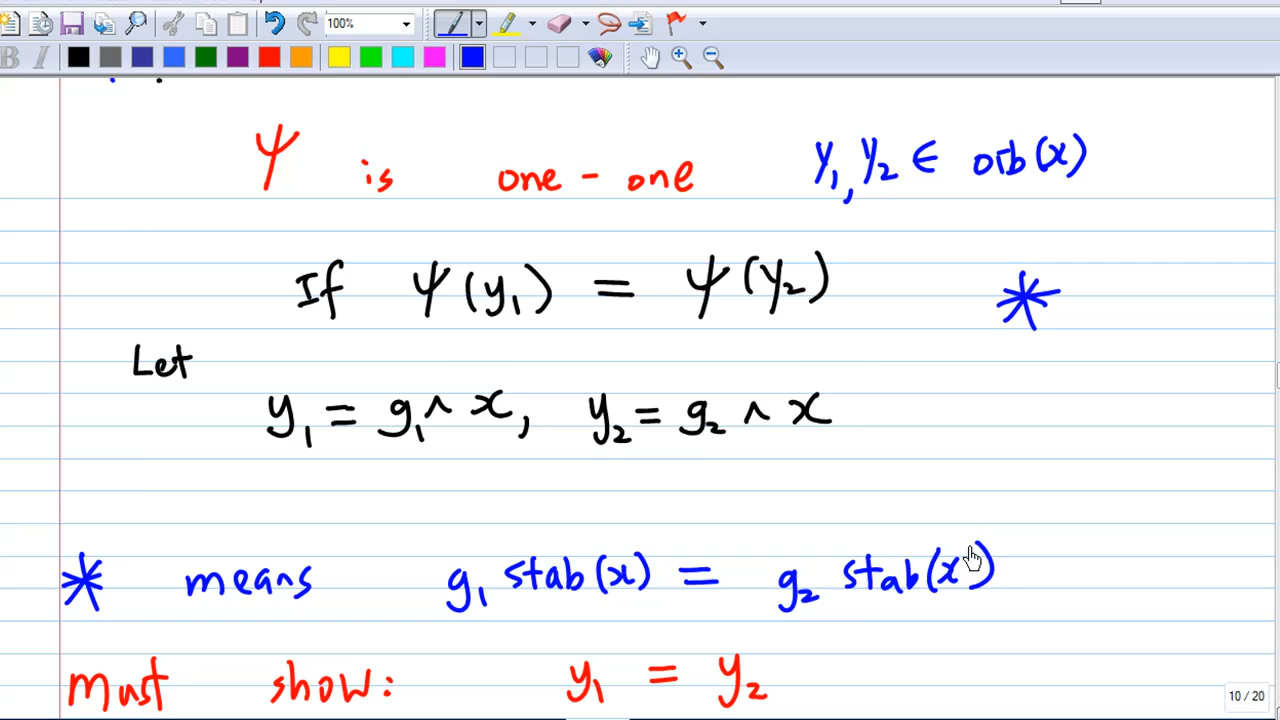 100%
B I
ψ is one - one y₁, y₂ ∈ orb(x)
If ψ(y₁) = ψ(y₂) *
Let
y₁ = g₁ ∧ x, y₂ = g₂ ∧ x
* means g₁ stab(x) = g₂ stab(x)
must show: y₁ = y₂
10 / 20